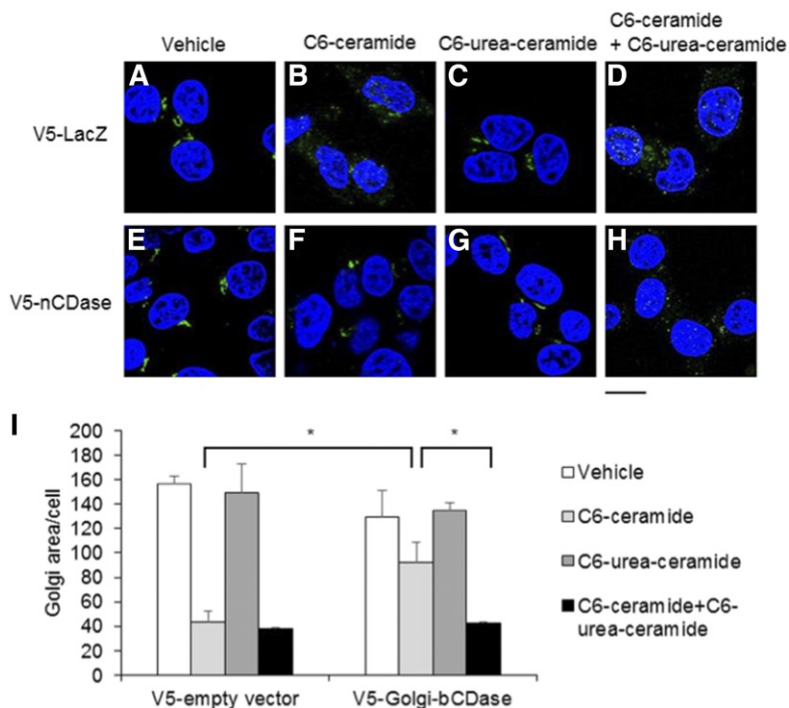 Vehicle
C6-ceramide
C6-urea-ceramide
C6-ceramide
+ C6-urea-ceramide
V5-LacZ
A
B
C
D
V5-nCDase
E
F
G
H
I
Golgi area/cell
200
180
160
140
120
100
80
60
40
20
0
*
*
V5-empty vector
V5-Golgi-bCDase
Vehicle
C6-ceramide
C6-urea-ceramide
C6-ceramide+C6-
urea-ceramide